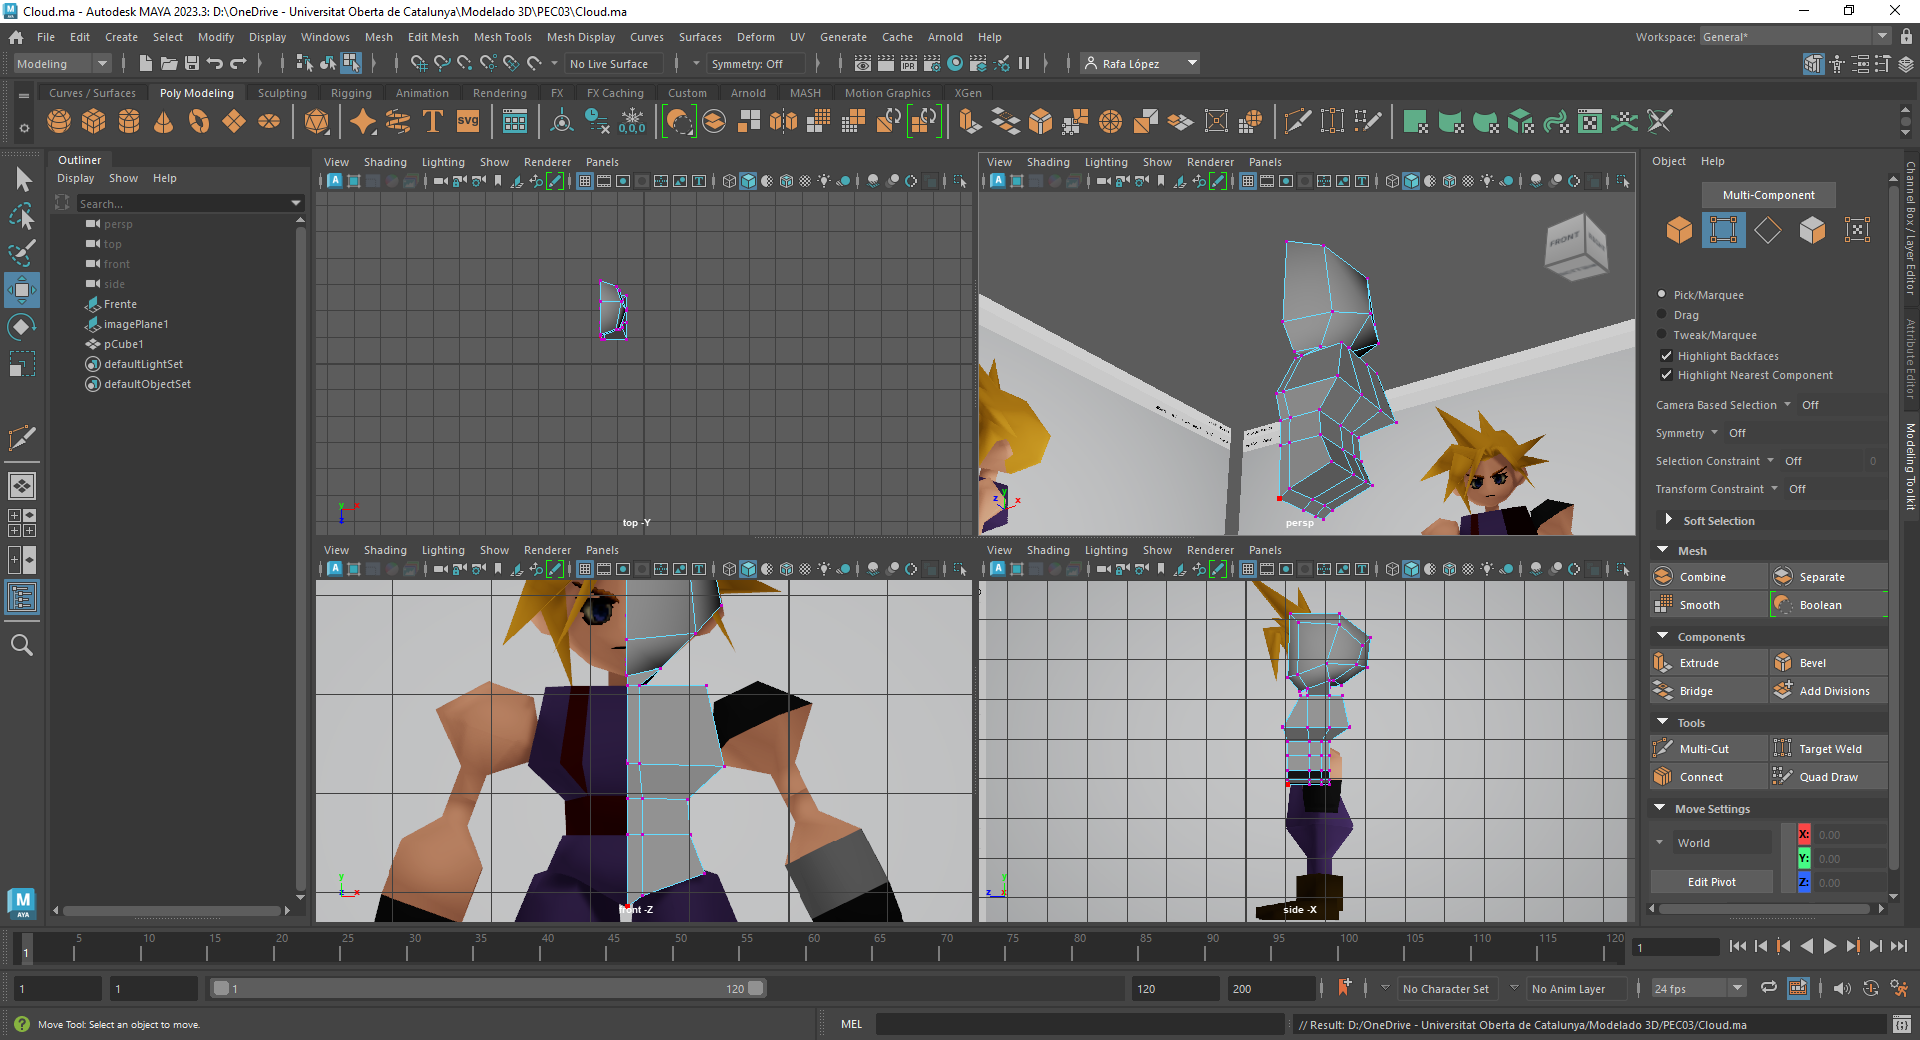 Cloud.ma - Autodesk MAYA 2023.3: D:\OneDrive - Universitat Oberta de Catalunya\Modelado 3D\PEC03\Cloud.ma
File Edit Create Select Modify Display Windows Mesh Edit Mesh Mesh Tools Mesh Display Curves Surfaces Deform UV Generate Cache Arnold Help
Workspace: General*
Modeling
No Live Surface
Symmetry: Off
IPR
Rafa López
Curves / Surfaces Poly Modeling Sculpting Rigging Animation Rendering FX FX Caching Custom Arnold MASH Motion Graphics XGen
T svg 0,0,0
Outliner
Display Show Help
Search...
persp
top
front
side
Frente
imagePlane1
pCube1
defaultLightSet
defaultObjectSet
View Shading Lighting Show Renderer Panels
y x
z
top -Y
View Shading Lighting Show Renderer Panels
FRONT
z x
persp
View Shading Lighting Show Renderer Panels
y
z x
front -Z
View Shading Lighting Show Renderer Panels
y
z
side -X
Object Help
Multi-Component
Pick/Marquee
Drag
Tweak/Marquee
Highlight Backfaces
Highlight Nearest Component
Camera Based Selection Off
Symmetry Off
Selection Constraint Off 0
Transform Constraint Off
Soft Selection
Mesh
Combine Separate
Smooth Boolean
Components
Extrude Bevel
Bridge Add Divisions
Tools
Multi-Cut Target Weld
Connect Quad Draw
Move Settings
World
X: 0.00
Y: 0.00
Edit Pivot
Z: 0.00
Channel Box / Layer Editor
Attribute Editor
Modeling Toolkit
M
AYA
1 5 10 15 20 25 30 35 40 45 50 55 60 65 70 75 80 85 90 95 100 105 110 115 120
1
1 1 1 120 120 200
No Character Set No Anim Layer 24 fps
Move Tool: Select an object to move.
MEL
// Result: D:/OneDrive - Universitat Oberta de Catalunya/Modelado 3D/PEC03/Cloud.ma